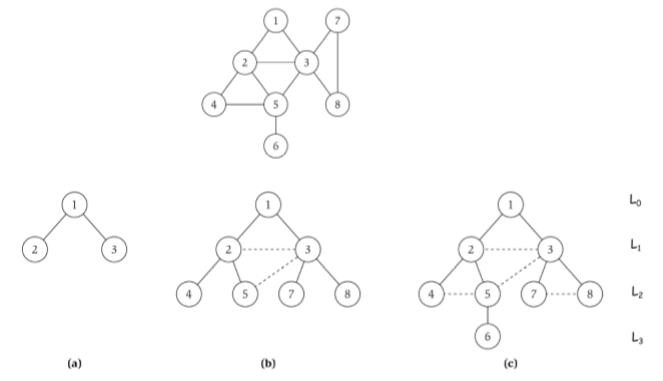 1 7
2 3
4 5 8
6
1 1 1 L₀
2 3 2 3 2 3 L₁
4 5 7 8 4 5 7 8 L₂
6 L₃
(a) (b) (c)